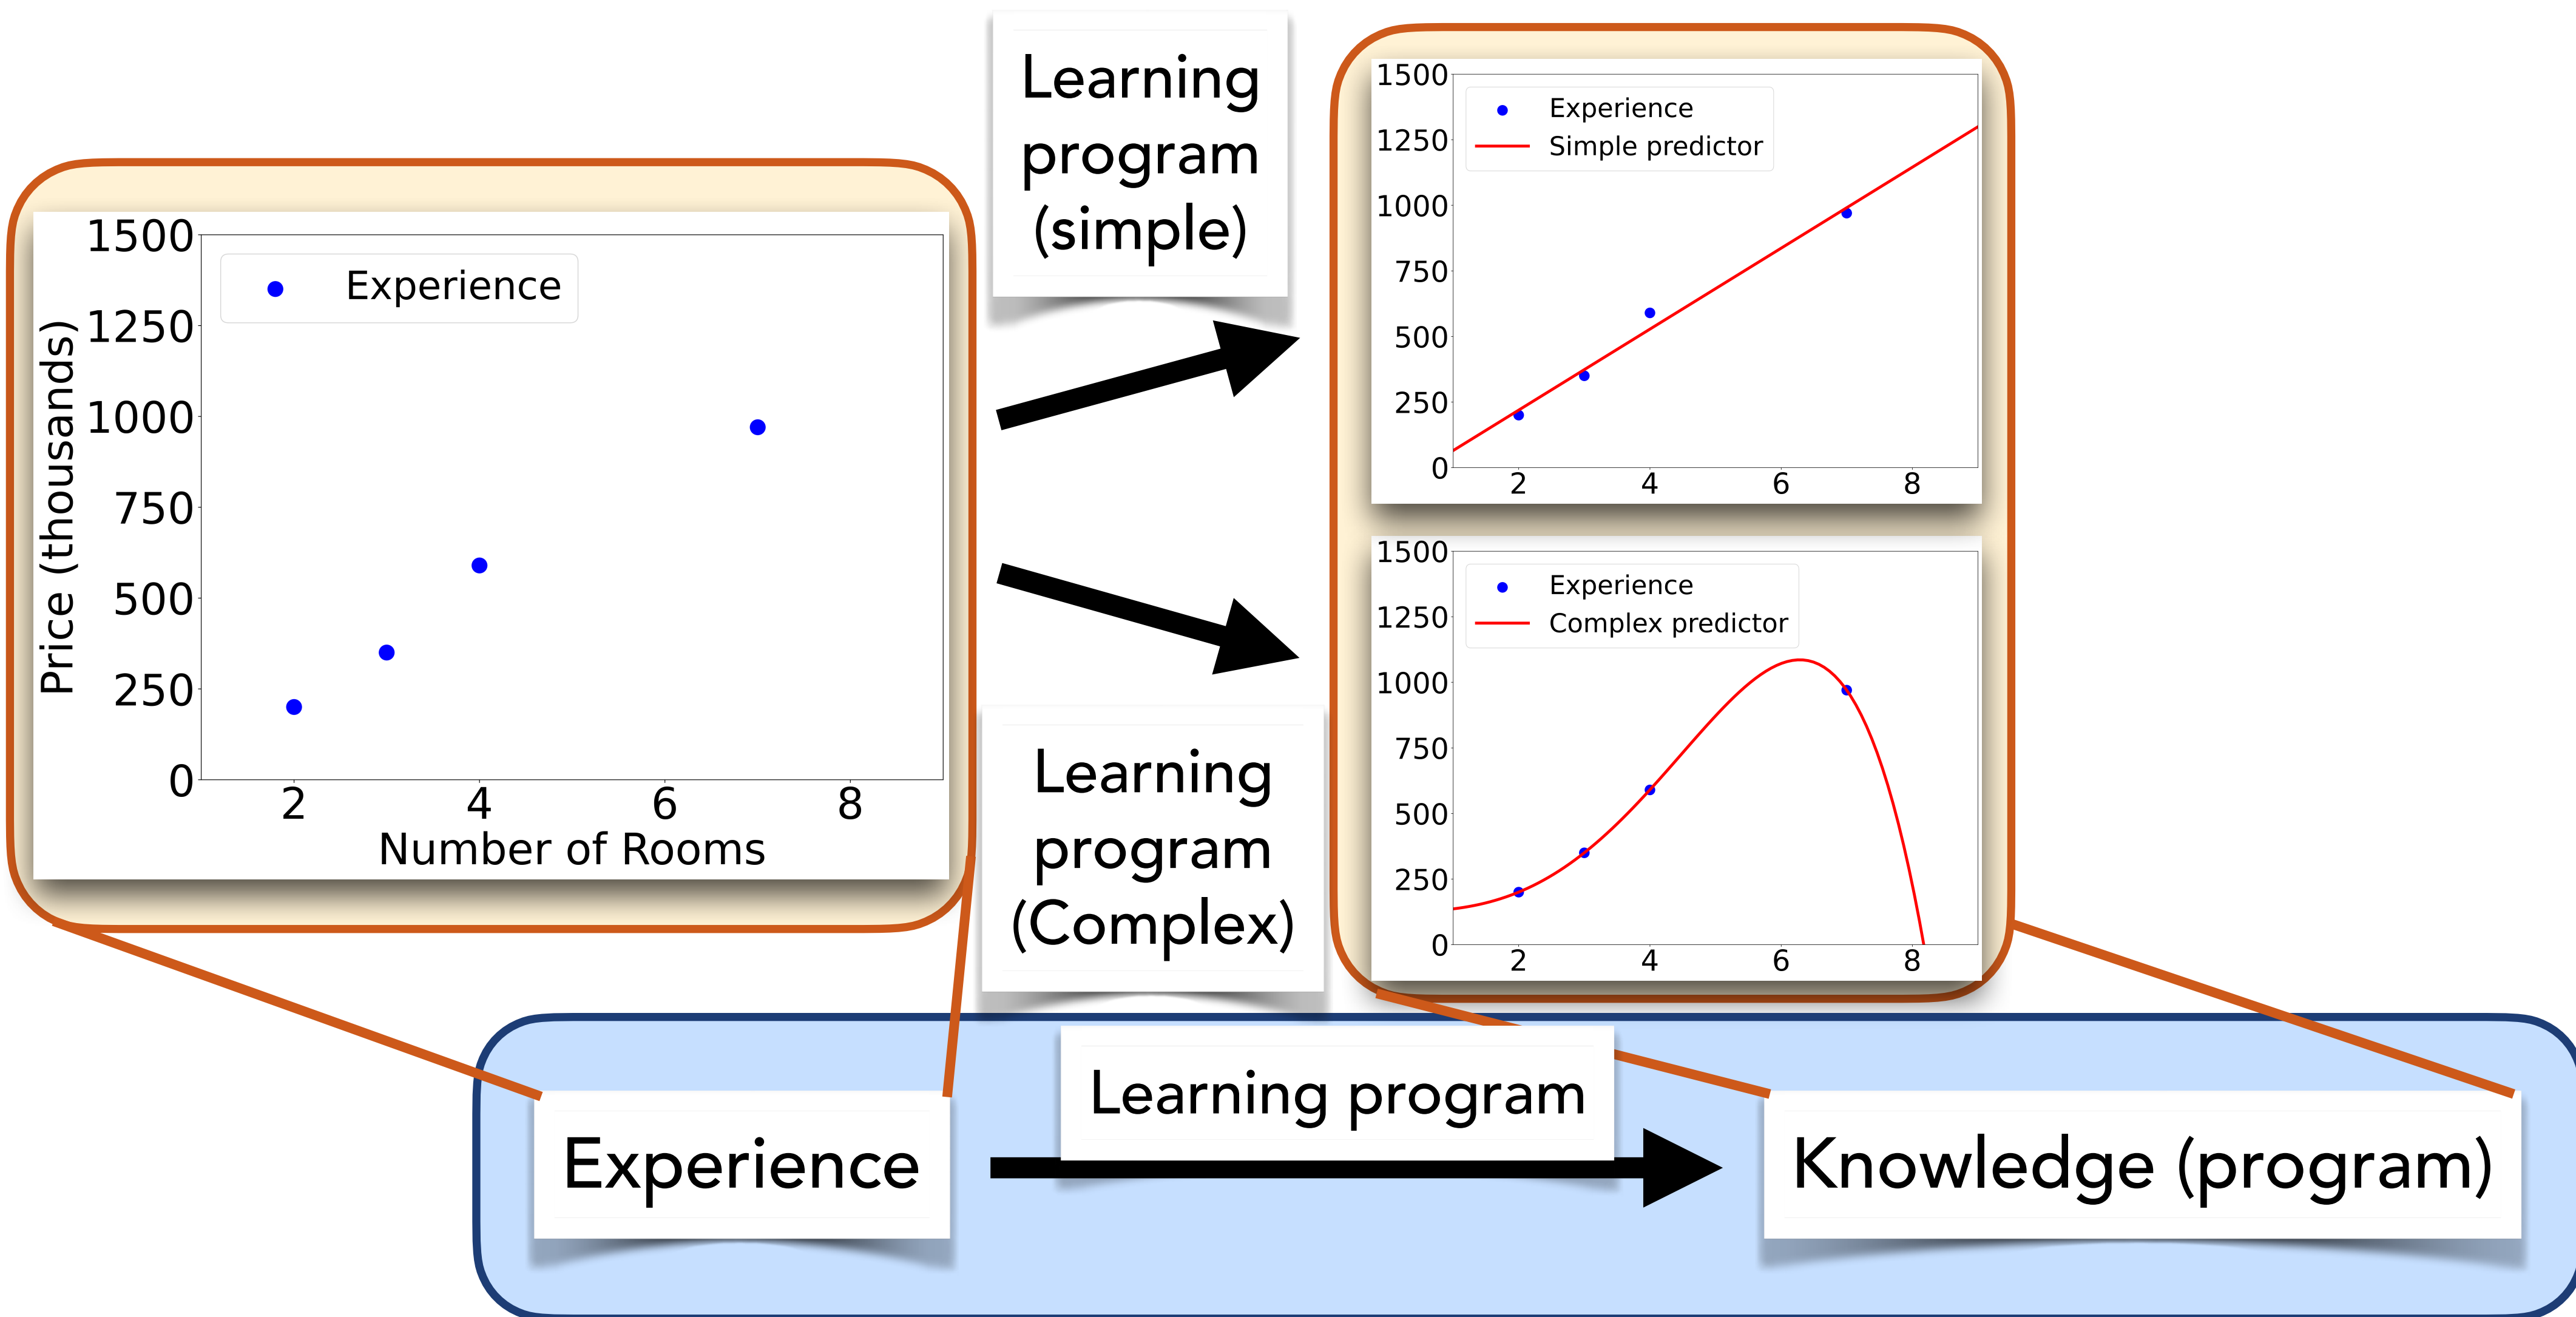 Learning
program
(simple)
1500
1250
1000
750
500
250
0
Price (thousands)
Experience
2 4 6 8
Number of Rooms
1500
1250
1000
750
500
250
0
Experience
Simple predictor
2 4 6 8
Learning
program
(Complex)
1500
1250
1000
750
500
250
0
Experience
Complex predictor
2 4 6 8
Experience
Learning program
Knowledge (program)